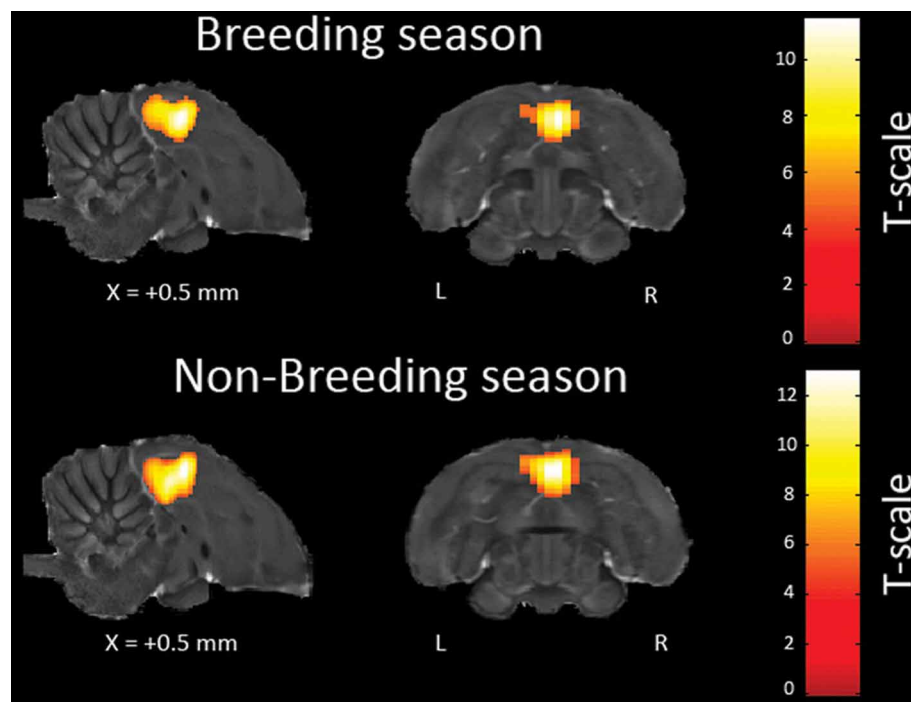 Breeding season
X = +0.5 mm
L
R
10
8
6
4
2
0
T-scale
Non-Breeding season
X = +0.5 mm
L
R
12
10
8
6
4
2
0
T-scale